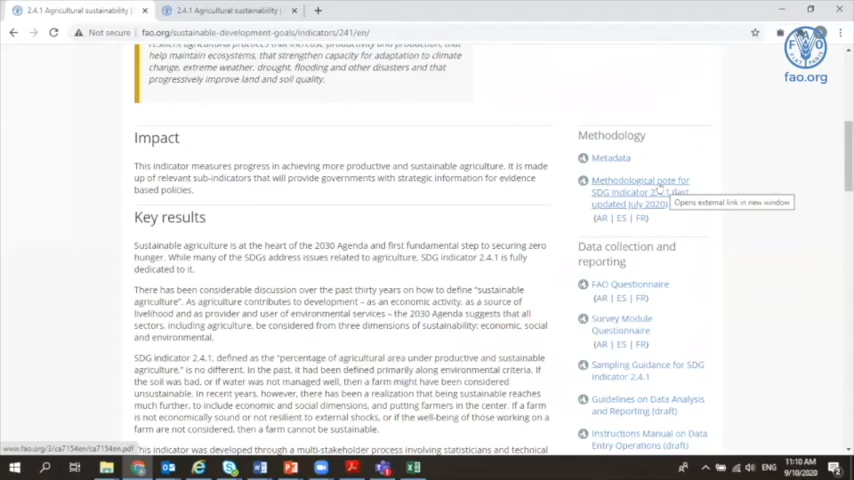 2.4.1 Agricultural sustainability |
2.4.1 Agricultural sustainability |
Not secure | fao.org/sustainable-development-goals/indicators/241/en/
FAO
FIAT PANIS
fao.org
resilient agricultural practices that increase productivity and production, that
help maintain ecosystems, that strengthen capacity for adaptation to climate
change, extreme weather, drought, flooding and other disasters and that
progressively improve land and soil quality.
Impact
This indicator measures progress in achieving more productive and sustainable agriculture. It is made
up of relevant sub-indicators that will provide governments with strategic information for evidence
based policies.
Key results
Sustainable agriculture is at the heart of the 2030 Agenda and first fundamental step to securing zero
hunger. While many of the SDGs address issues related to agriculture, SDG indicator 2.4.1 is fully
dedicated to it.
There has been considerable discussion over the past thirty years on how to define "sustainable
agriculture". As agriculture contributes to development – as an economic activity, as a source of
livelihood and as provider and user of environmental services – the 2030 Agenda suggests that all
sectors, including agriculture, be considered from three dimensions of sustainability: economic, social
and environmental.
SDG indicator 2.4.1, defined as the "percentage of agricultural area under productive and sustainable
agriculture," is no different. In the past, it had been defined primarily along environmental criteria. If
the soil was bad, or if water was not managed well, then a farm might have been considered
unsustainable. In recent years, however, there has been a realization that being sustainable reaches
much further, to include economic and social dimensions, and putting farmers in the center. If a farm
is not economically sound or not resilient to external shocks, or if the well-being of those working on a
farm are not considered, then a farm cannot be sustainable.
This indicator was developed through a multi-stakeholder process involving statisticians and technical
Methodology
Metadata
Methodological note for
SDG indicator 2.4.1 (last
updated July 2020)
Opens external link in new window
(AR | ES | FR)
Data collection and
reporting
FAO Questionnaire
(AR | ES | FR)
Survey Module
Questionnaire
(AR | ES | FR)
Sampling Guidance for SDG
Indicator 2.4.1
Guidelines on Data Analysis
and Reporting (draft)
Instructions Manual on Data
Entry Operations (draft)
www.fao.org/3/ca7154en/ca7154en.pdf
ENG
11:10 AM
9/10/2020
2